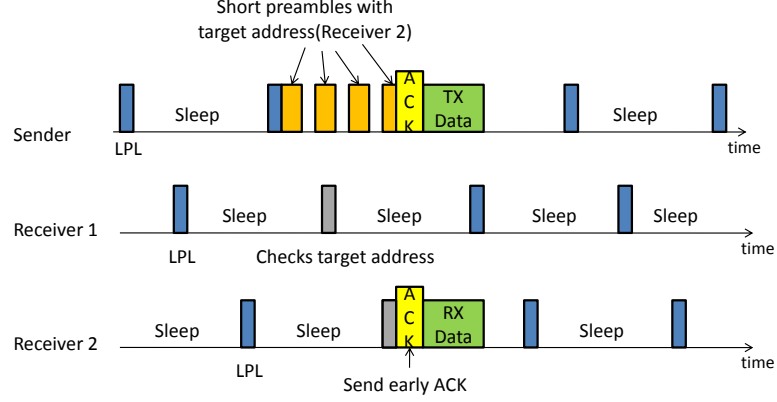 Short preambles with
target address(Receiver 2)
A
C
K
TX
Data
Sleep
Sleep
Sender
LPL
time
Sleep
Sleep
Sleep
Sleep
Receiver 1
LPL
Checks target address
time
A
C
K
RX
Data
Sleep
Sleep
Sleep
Receiver 2
LPL
time
Send early ACK